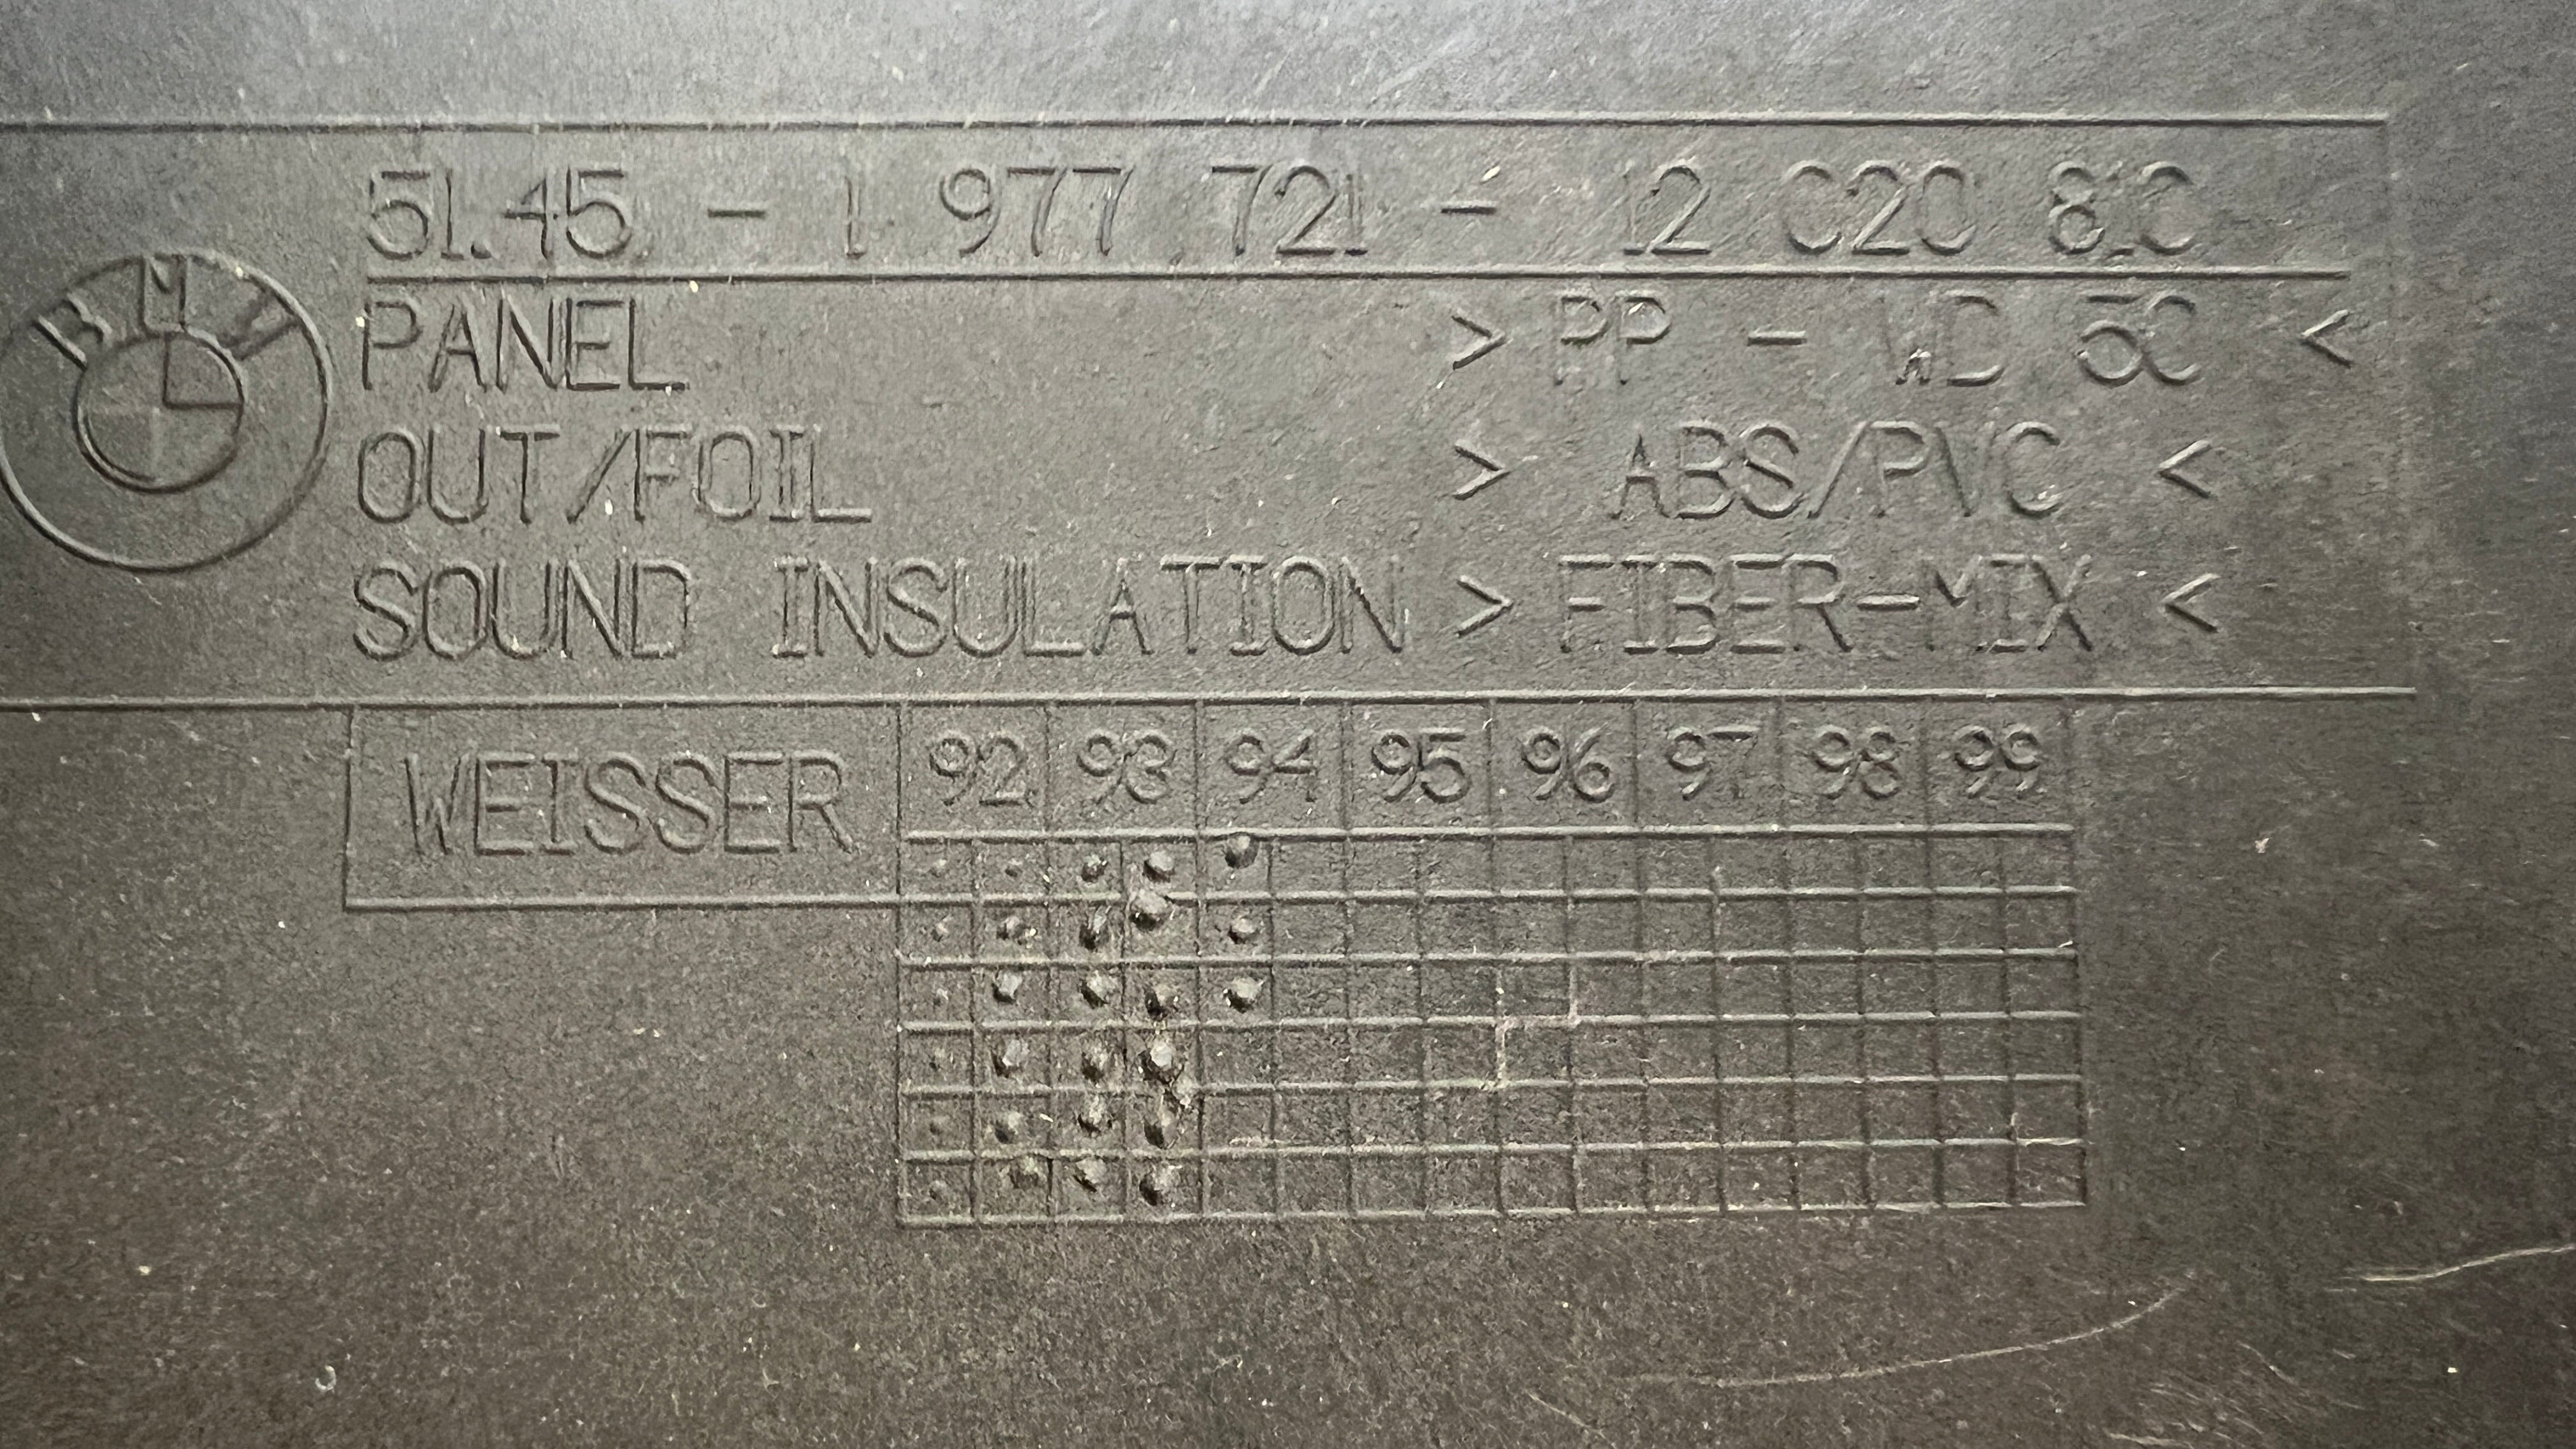 BMW
51.45 - 1 977 721 - 12 020 810
PANEL > PP - WD 50 <
OUT/FOIL > ABS/PVC <
SOUND INSULATION > FIBER-MIX <
WEISSER 92 93 94 95 96 97 98 99